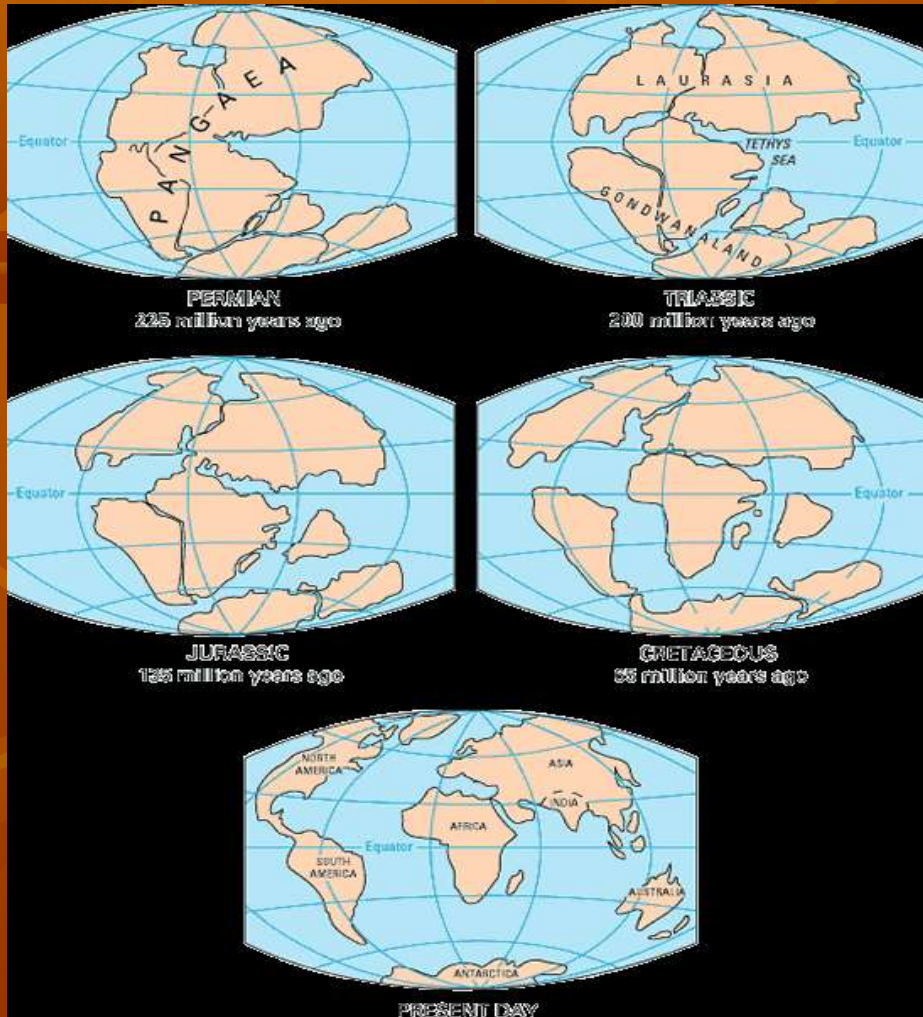 PANGAEA
Equator
PERMIAN
225 million years ago
LAURASIA
Equator
TETHYS
SEA
GONDWANALAND
TRIASSIC
200 million years ago
Equator
JURASSIC
135 million years ago
Equator
CRETACEOUS
65 million years ago
NORTH
AMERICA
ASIA
INDIA
AFRICA
Equator
SOUTH
AMERICA
AUSTRALIA
ANTARCTICA
PRESENT DAY